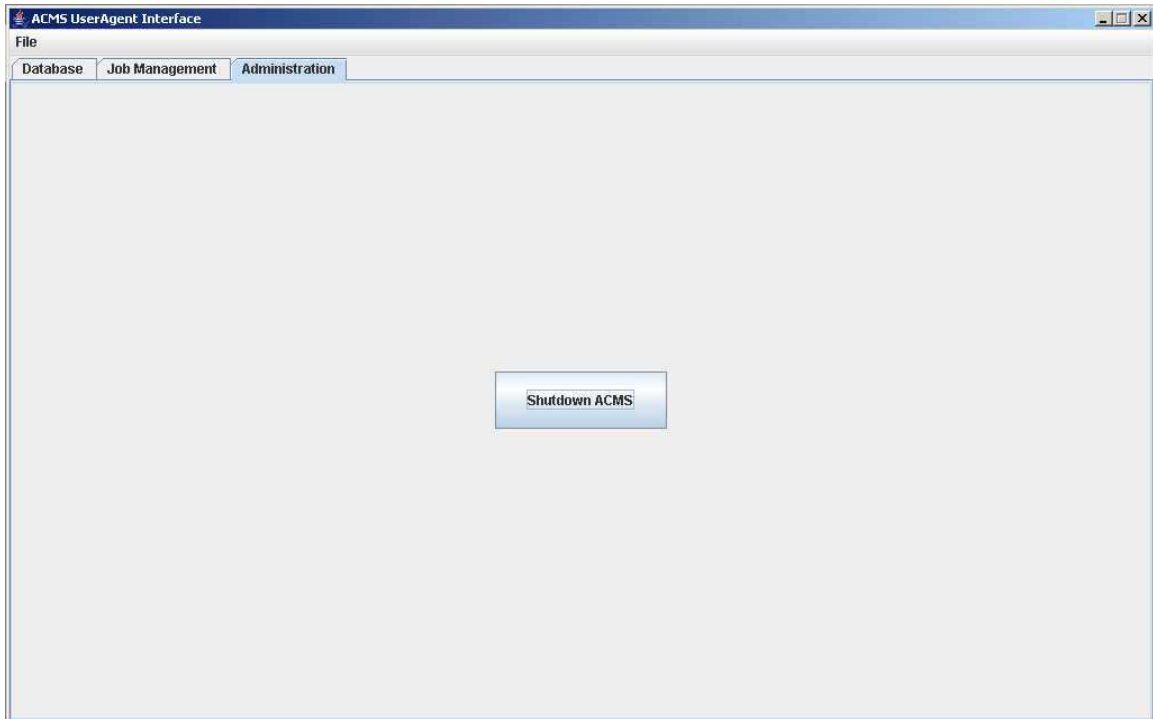 ACMS UserAgent Interface
File
Database Job Management Administration
Shutdown ACMS